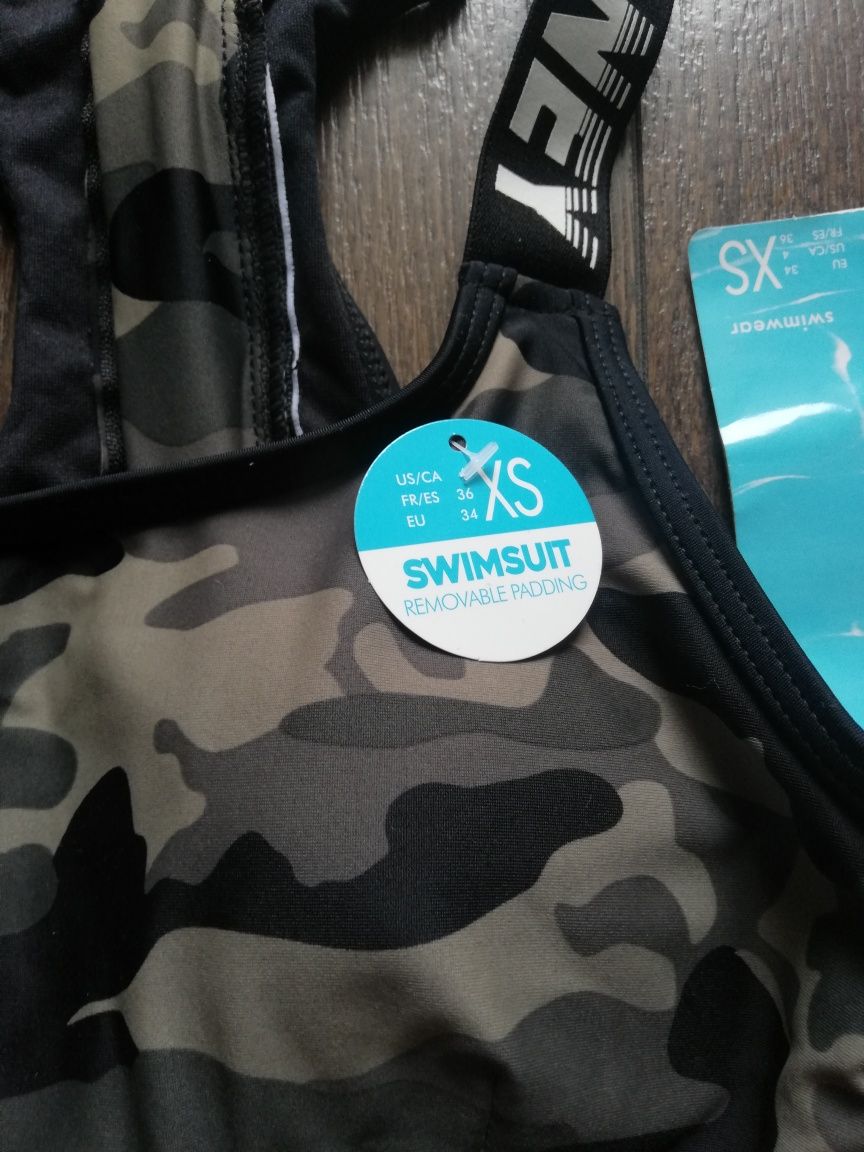 NEY
US/CA
FR/ES 36
EU 34
XS
SWIMSUIT
REMOVABLE PADDING
XS
EU 34
US/CA 4
FR/ES 36
swimwear